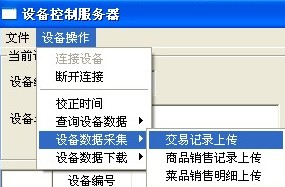 设备控制服务器
文件 设备操作
当前
连接设备
设备
断开连接
校正时间
设备
查询设备数据
设备数据采集
交易记录上传
设备数据下载
商品销售记录上传
设备编号
菜品销售明细上传